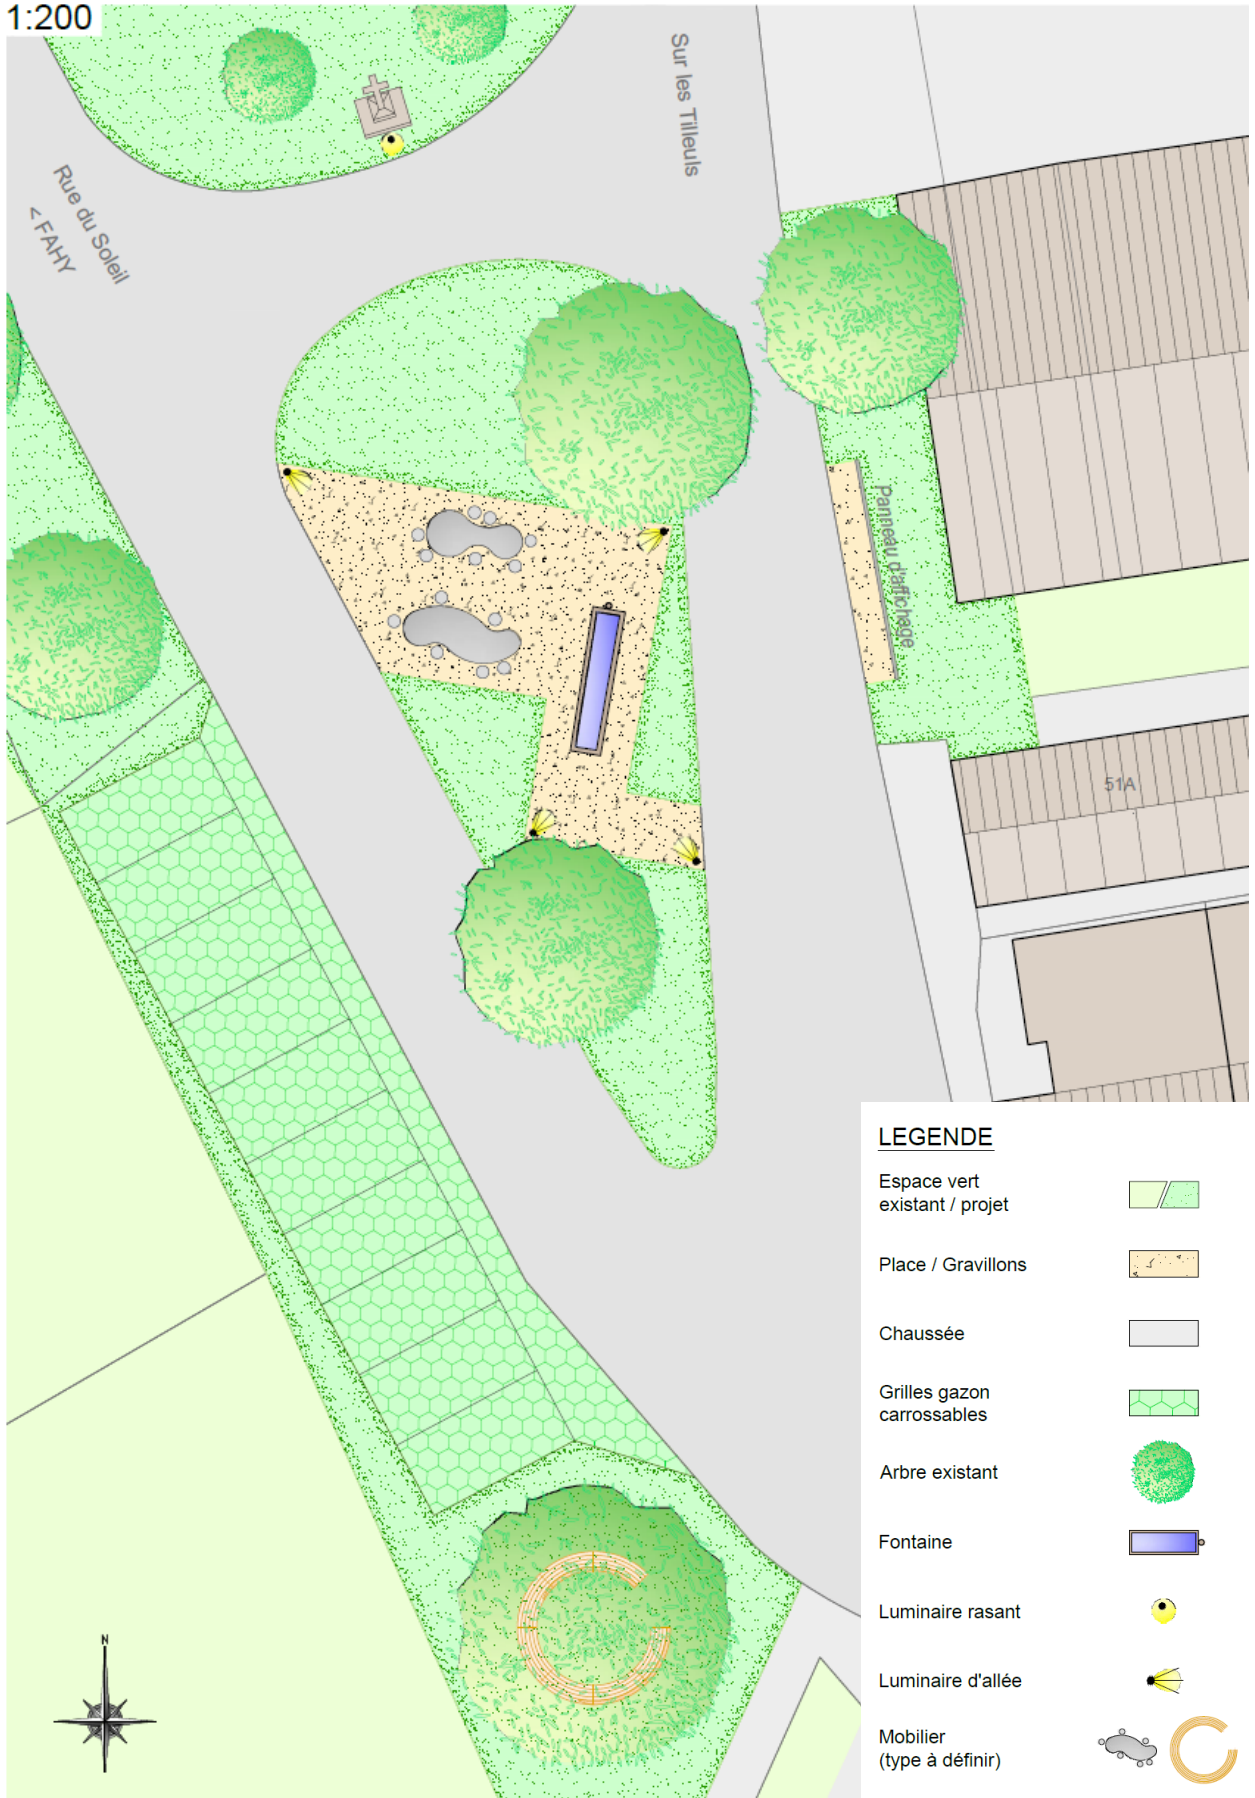 1:200
Sur les Tilleuls
Rue du Soleil
< FAHY
Panneau d'affichage
51A
LEGENDE
Espace vert
existant / projet
Place / Gravillons
Chaussée
Grilles gazon
carrossables
Arbre existant
Fontaine
Luminaire rasant
Luminaire d'allée
Mobilier
(type à définir)
N